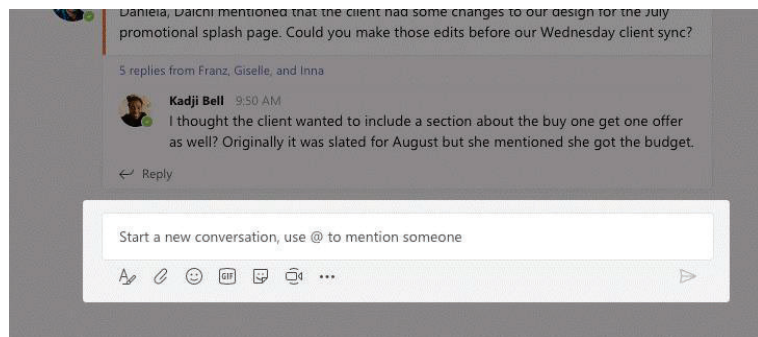 Daniela, Daichi mentioned that the client had some changes to our design for the July
promotional splash page. Could you make those edits before our Wednesday client sync?
5 replies from Franz, Giselle, and Inna
Kadji Bell 9:50 AM
I thought the client wanted to include a section about the buy one get one offer
as well? Originally it was slated for August but she mentioned she got the budget.
Reply
Start a new conversation, use @ to mention someone
GIF